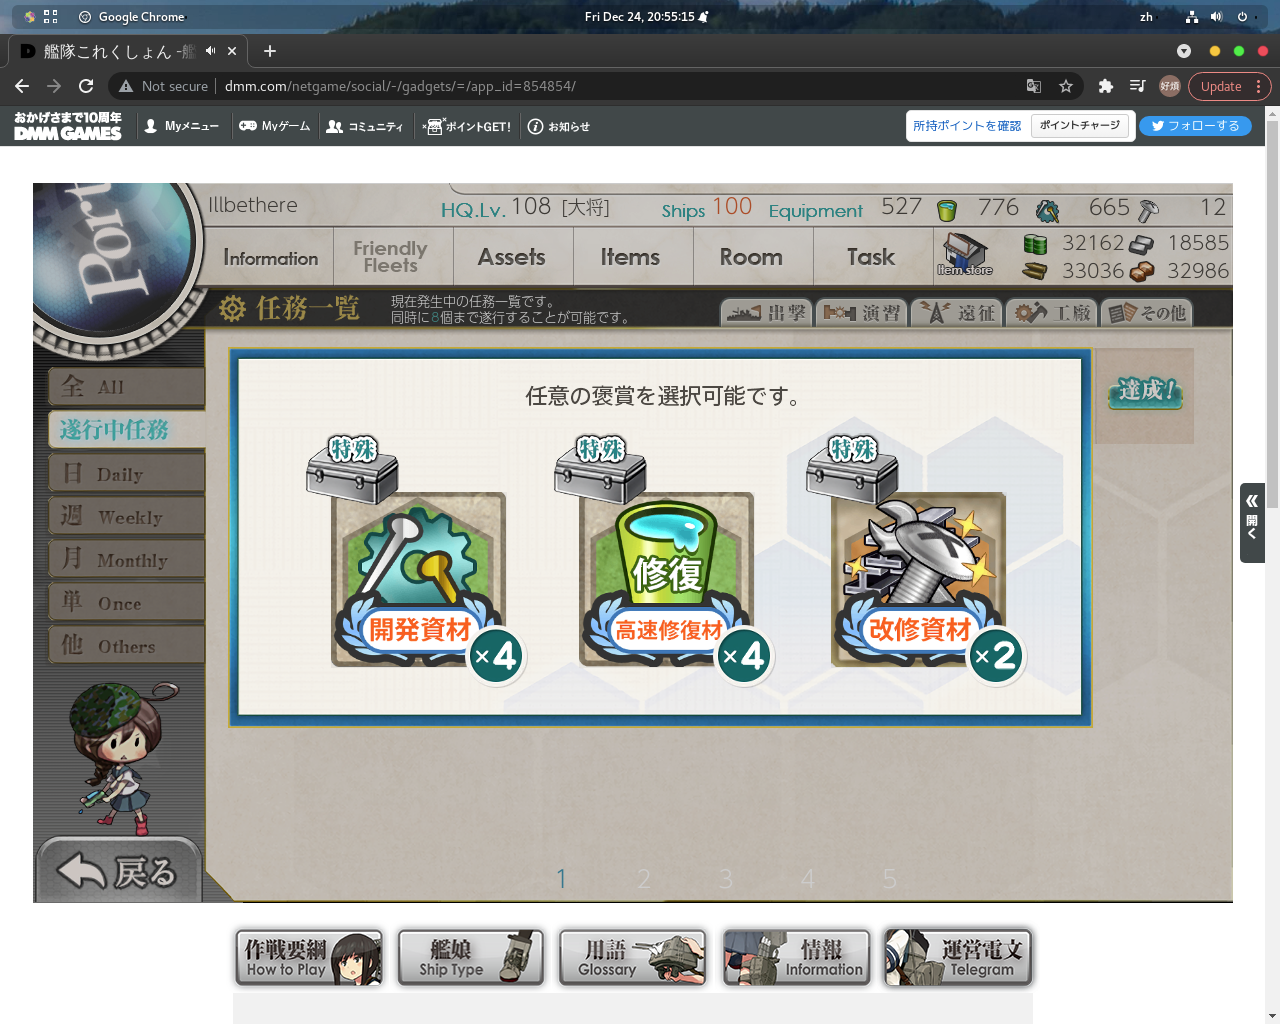 Google Chrome
Fri Dec 24, 20:55:15
zh
艦隊これくしょん -艦
Not secure
dmm.com/netgame/social/-/gadgets/=/app_id=854854/
好煩
Update
おかげさまで10周年
DMM GAMES
Myメニュー
Myゲーム
コミュニティ
ポイントGET!
お知らせ
所持ポイントを確認
ポイントチャージ
フォローする
Port
Illbethere
HQ.Lv. 108 [大将]
Ships 100
Equipment 527
776
665
12
Information
Friendly Fleets
Assets
Items
Room
Task
Item store
32162
18585
33036
32986
任務一覧
現在発生中の任務一覧です。
同時に8個まで遂行することが可能です。
出撃
演習
遠征
工廠
その他
全 All
遂行中任務
日 Daily
週 Weekly
月 Monthly
単 Once
他 Others
戻る
任意の褒賞を選択可能です。
達成!
特殊
特殊
特殊
修復
開発資材
×4
高速修復材
×4
改修資材
×2
開く
1 2 3 4 5
作戦要綱
How to Play
艦娘
Ship Type
用語
Glossary
情報
Information
運営電文
Telegram